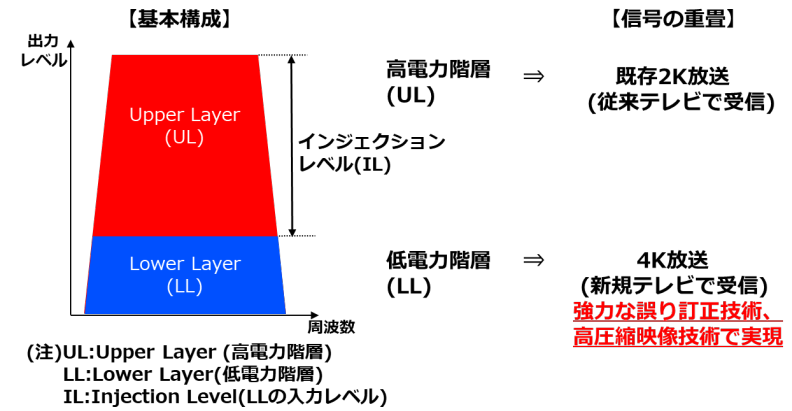 【基本構成】
【信号の重畳】
出力
レベル
Upper Layer
(UL)
インジェクション
レベル(IL)
Lower Layer
(LL)
周波数
高電力階層
(UL)
⇒
既存2K放送
(従来テレビで受信)
低電力階層
(LL)
⇒
4K放送
(新規テレビで受信)
強力な誤り訂正技術、
高圧縮映像技術で実現
(注)UL:Upper Layer (高電力階層)
LL:Lower Layer(低電力階層)
IL:Injection Level(LLの入力レベル)